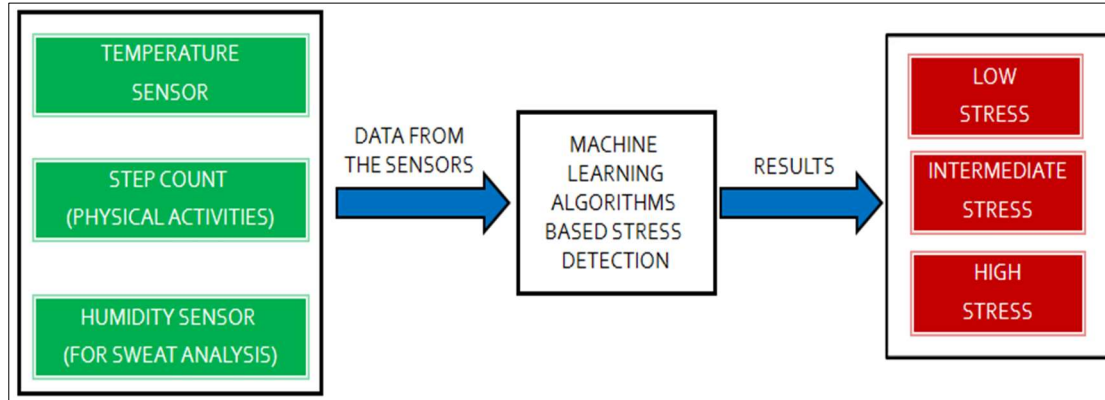 TEMPERATURE
SENSOR
STEP COUNT
(PHYSICAL ACTIVITIES)
HUMIDITY SENSOR
(FOR SWEAT ANALYSIS)
DATA FROM
THE SENSORS
MACHINE
LEARNING
ALGORITHMS
BASED STRESS
DETECTION
RESULTS
LOW
STRESS
INTERMEDIATE
STRESS
HIGH
STRESS